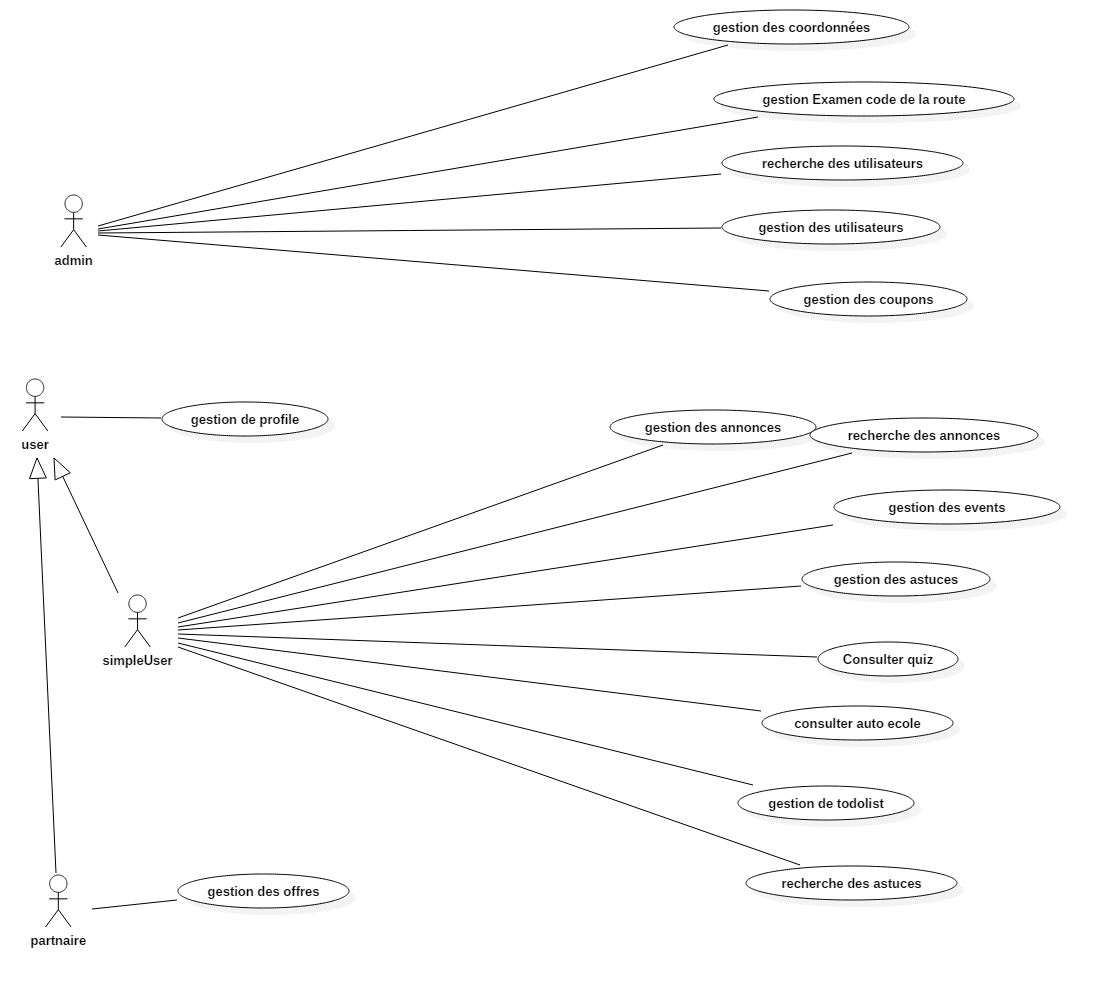 gestion des coordonnées
gestion Examen code de la route
recherche des utilisateurs
gestion des utilisateurs
admin
gestion des coupons
gestion de profile
user
gestion des annonces
recherche des annonces
gestion des events
gestion des astuces
Consulter quiz
simpleUser
consulter auto ecole
gestion de todolist
recherche des astuces
gestion des offres
partnaire